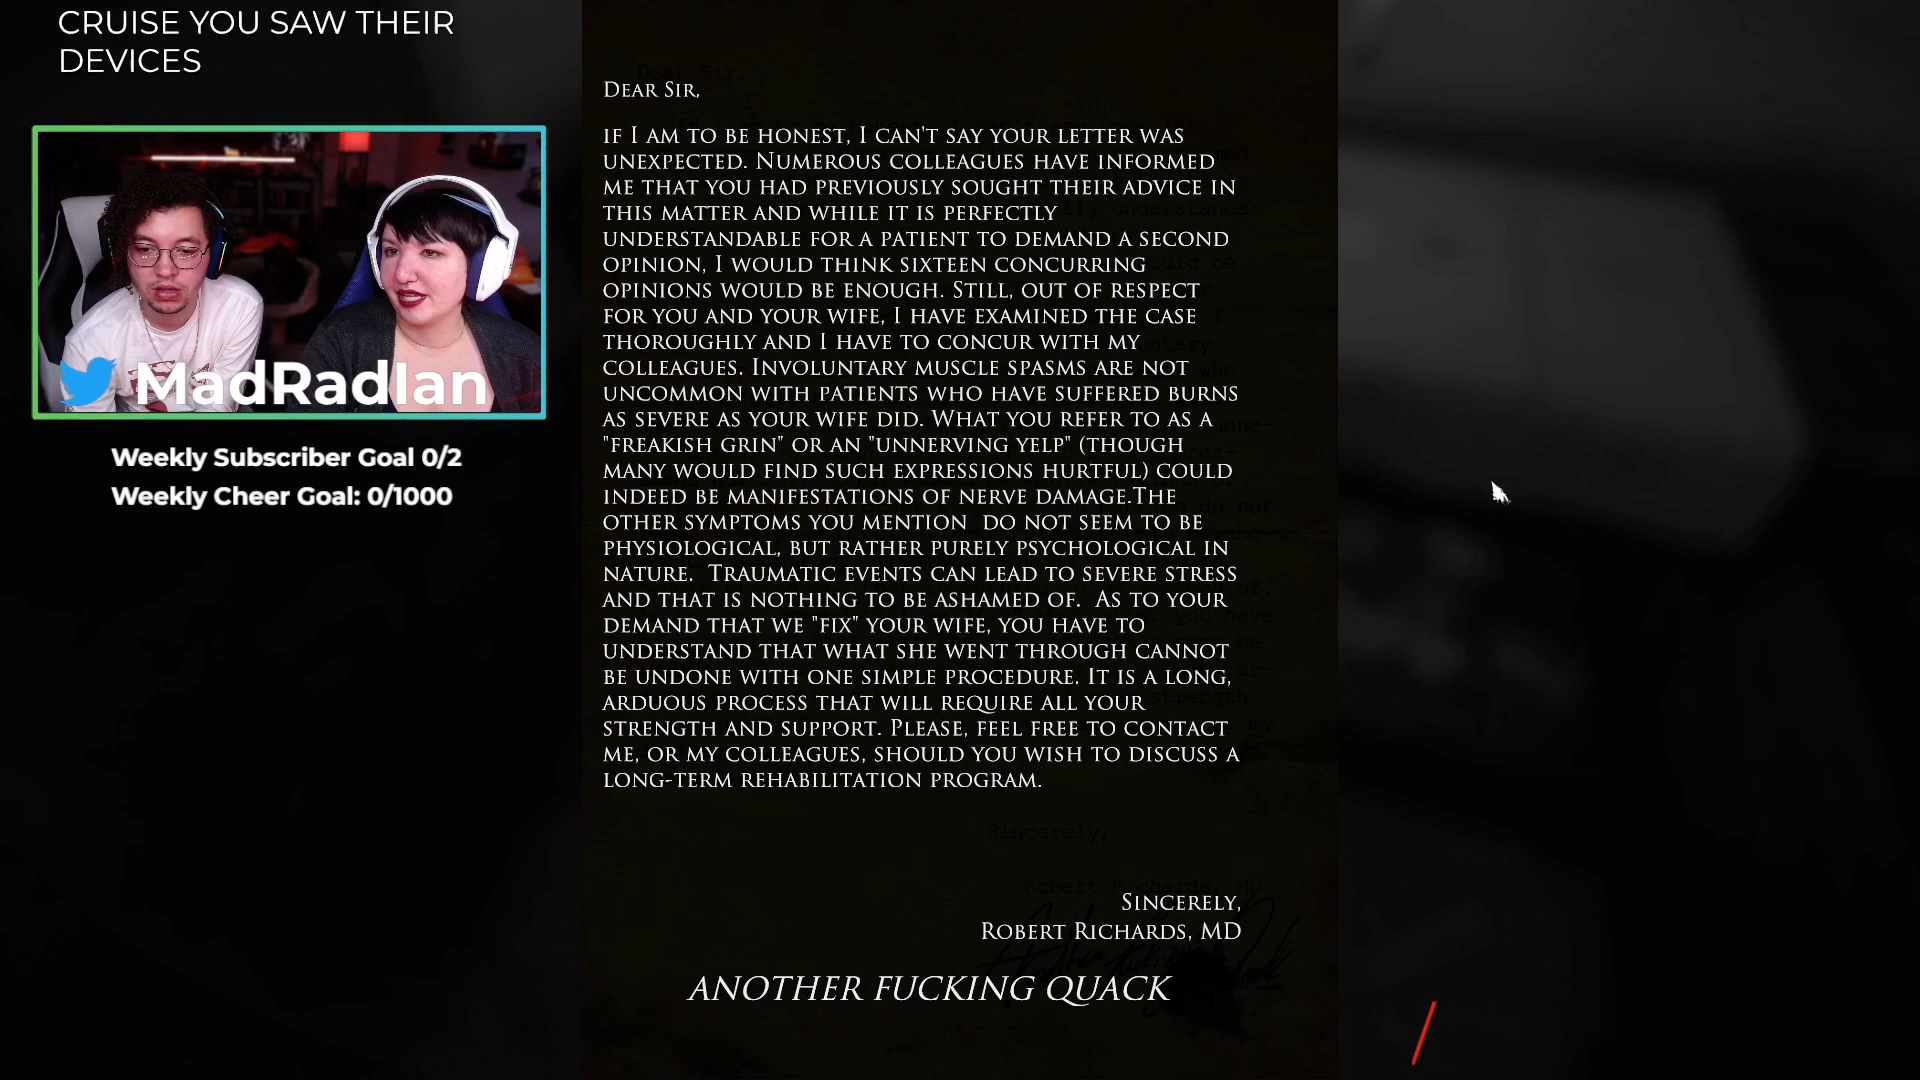 CRUISE YOU SAW THEIR
DEVICES
MadRadIan
Weekly Subscriber Goal 0/2
Weekly Cheer Goal: 0/1000
Dear Sir,
if I am to be honest, I can't say your letter was
unexpected. Numerous colleagues have informed
me that you had previously sought their advice in
this matter and while it is perfectly
understandable for a patient to demand a second
opinion, I would think sixteen concurring
opinions would be enough. Still, out of respect
for you and your wife, I have examined the case
thoroughly and I have to concur with my
colleagues. Involuntary muscle spasms are not
uncommon with patients who have suffered burns
as severe as your wife did. What you refer to as a
"freakish grin" or an "unnerving yelp" (though
many would find such expressions hurtful) could
indeed be manifestations of nerve damage.The
other symptoms you mention  do not seem to be
physiological, but rather purely psychological in
nature.  Traumatic events can lead to severe stress
and that is nothing to be ashamed of.  As to your
demand that we "fix" your wife, you have to
understand that what she went through cannot
be undone with one simple procedure. It is a long,
arduous process that will require all your
strength and support. Please, feel free to contact
me, or my colleagues, should you wish to discuss a
long-term rehabilitation program.
Sincerely,
Robert Richards, MD
ANOTHER FUCKING QUACK